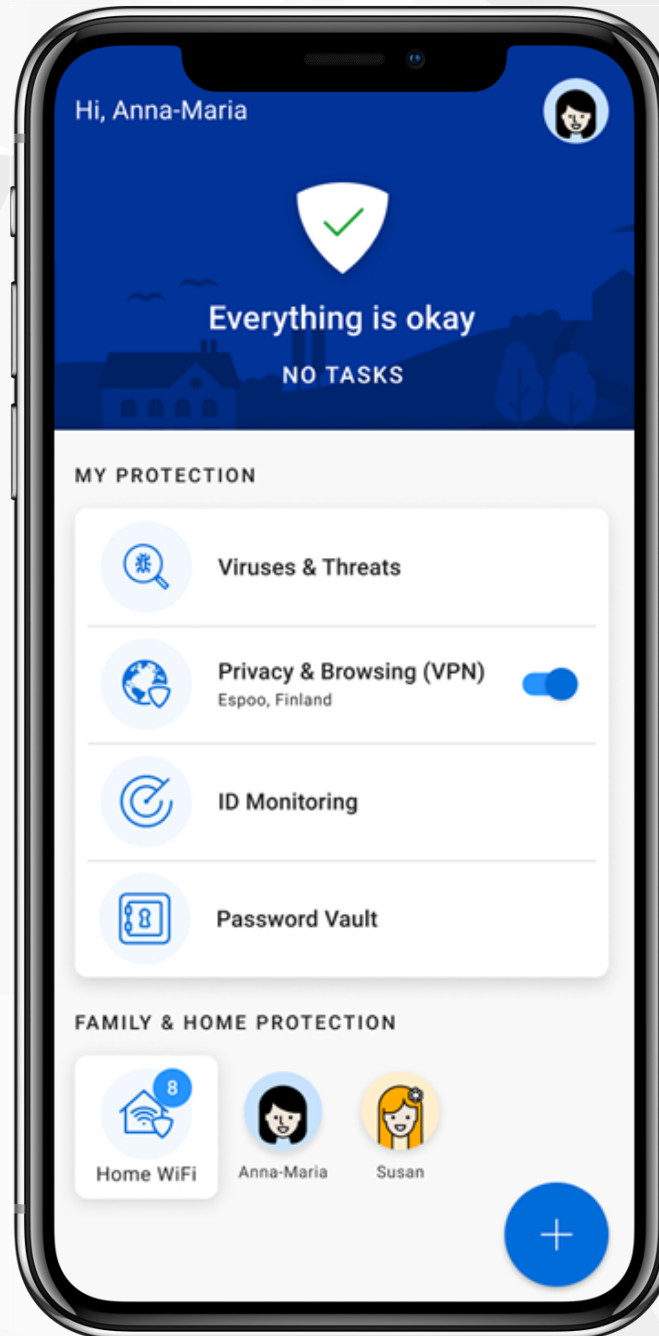 Hi, Anna-Maria
Everything is okay
NO TASKS
MY PROTECTION
Viruses & Threats
Privacy & Browsing (VPN)
Espoo, Finland
ID Monitoring
Password Vault
FAMILY & HOME PROTECTION
8
Home WiFi
Anna-Maria
Susan